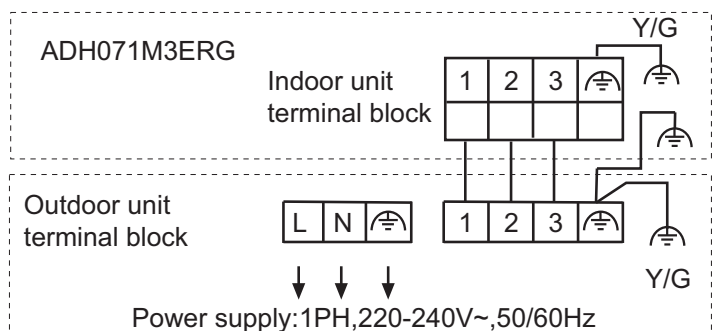 Y/G
ADH071M3ERG
Indoor unit
terminal block
1 2 3
Outdoor unit
terminal block
L N
1 2 3
Y/G
Power supply:1PH,220-240V~,50/60Hz